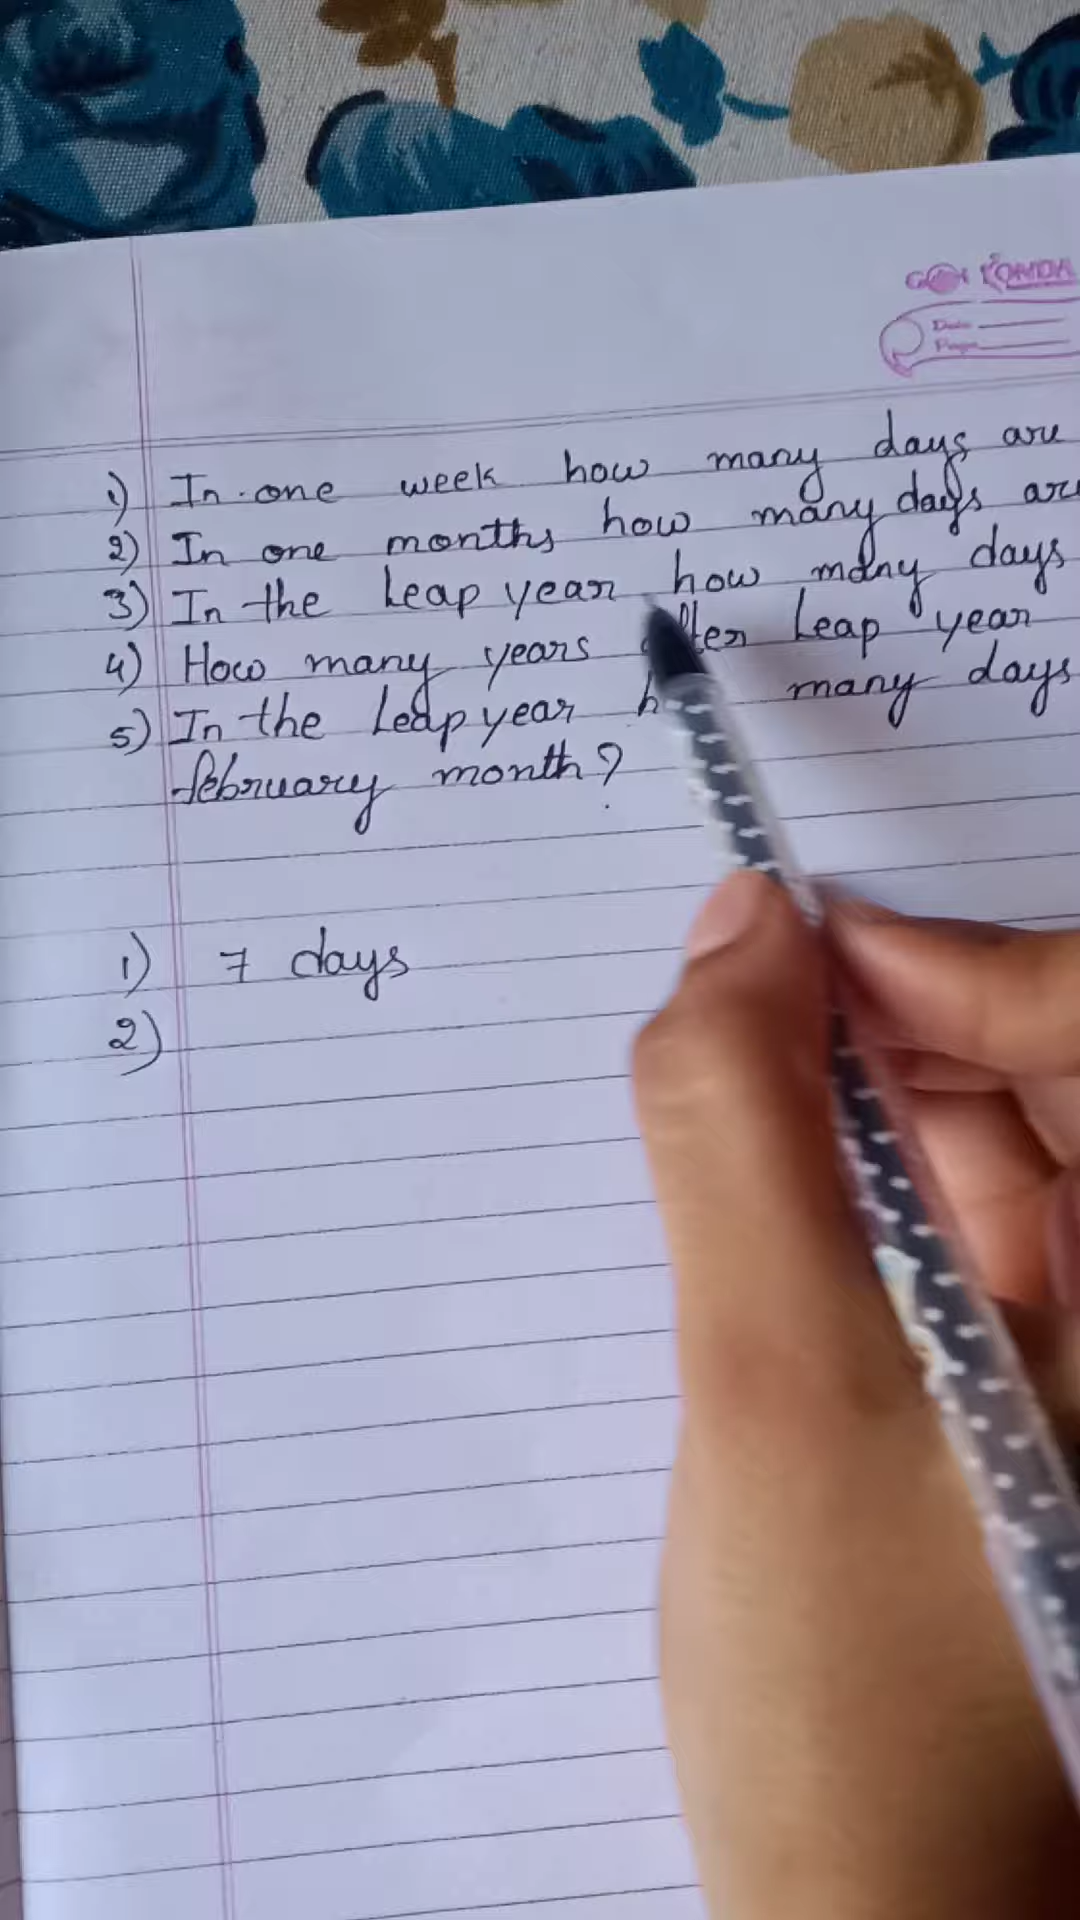 Date
Page
1) In one week how many days are
2) In one months how many days are
3) In the Leap year how many days
4) How many years after Leap year
5) In the Leap year many days
february month?
1) 7 days
2)